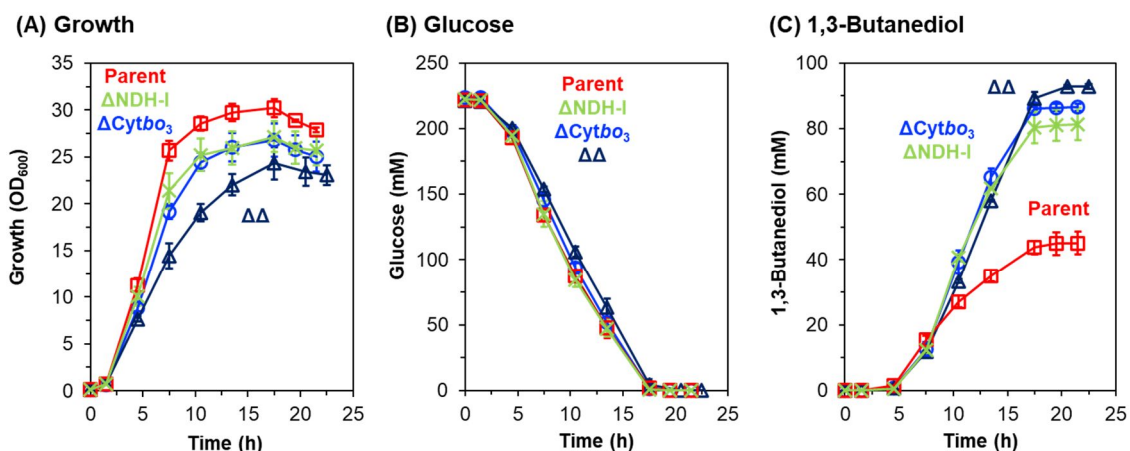 (A) Growth
35
30
25
20
15
10
5
0
Growth (OD600)
Parent
ΔNDH-I
ΔCytbo3
ΔΔ
0 5 10 15 20 25
Time (h)
(B) Glucose
250
200
150
100
50
0
Glucose (mM)
Parent
ΔNDH-I
ΔCytbo3
ΔΔ
0 5 10 15 20 25
Time (h)
(C) 1,3-Butanediol
100
80
60
40
20
0
1,3-Butanediol (mM)
ΔΔ
ΔCytbo3
ΔNDH-I
Parent
0 5 10 15 20 25
Time (h)